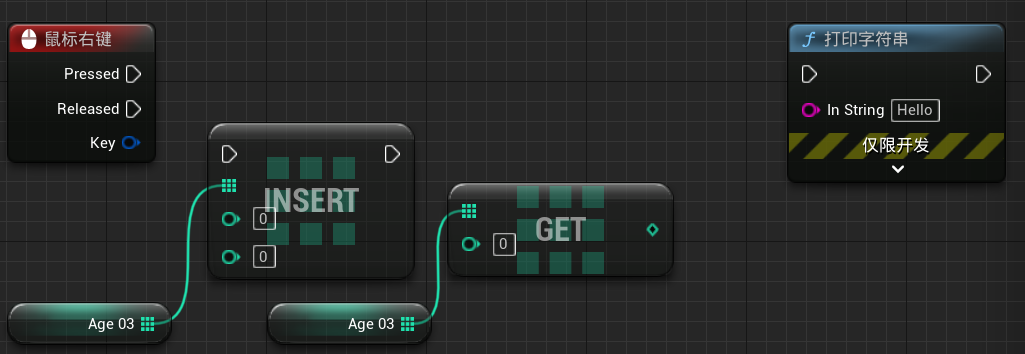 鼠标右键
Pressed
Released
Key
INSERT
0
0
Age 03
GET
0
Age 03
打印字符串
In String Hello
仅限开发